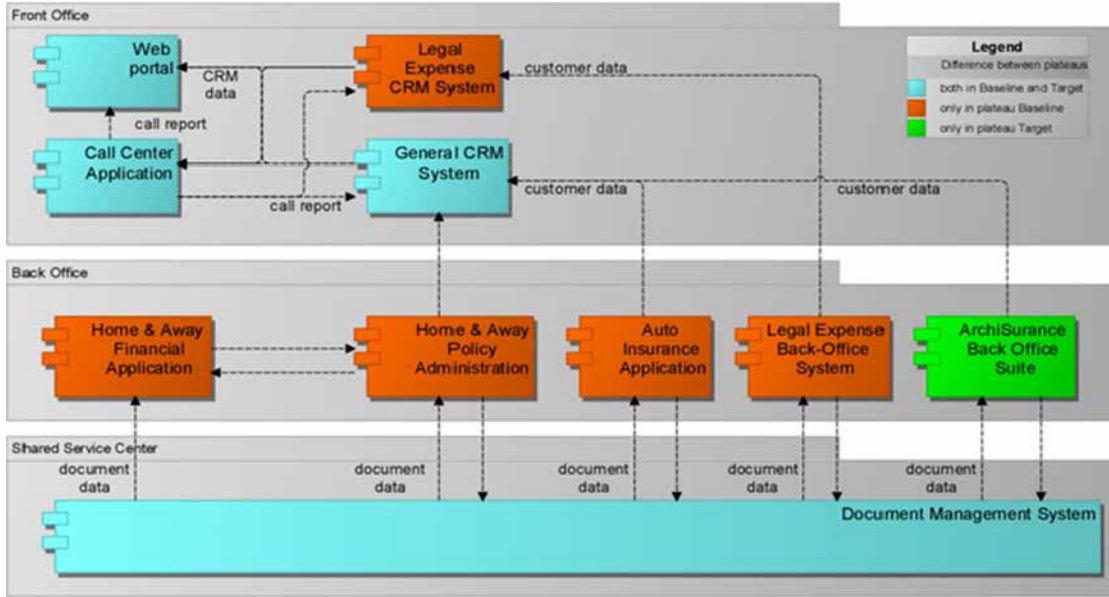 Front Office
Web
portal
Legal
Expense
CRM System
CRM
data
customer data
Legend
Difference between plateaus
both in Baseline and Target
only in plateau Baseline
only in plateau Target
call report
Call Center
Application
General CRM
System
call report
customer data
customer data
Back Office
Home & Away
Financial
Application
Home & Away
Policy
Administration
Auto
Insurance
Application
Legal Expense
Back-Office
System
ArchiSurance
Back Office
Suite
Shared Service Center
document
data
document
data
document
data
document
data
document
data
Document Management System